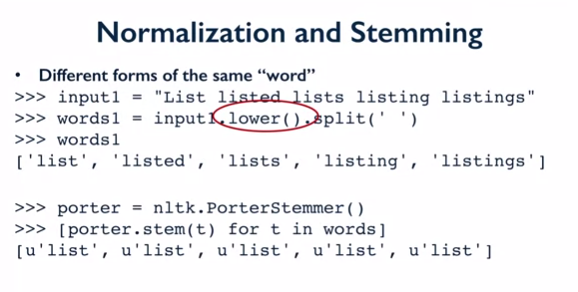 Normalization and Stemming
• Different forms of the same “word”
>>> input1 = "List listed lists listing listings"
>>> words1 = input1.lower().split(' ')
>>> words1
['list', 'listed', 'lists', 'listing', 'listings']
>>> porter = nltk.PorterStemmer()
>>> [porter.stem(t) for t in words]
[u'list', u'list', u'list', u'list', u'list']